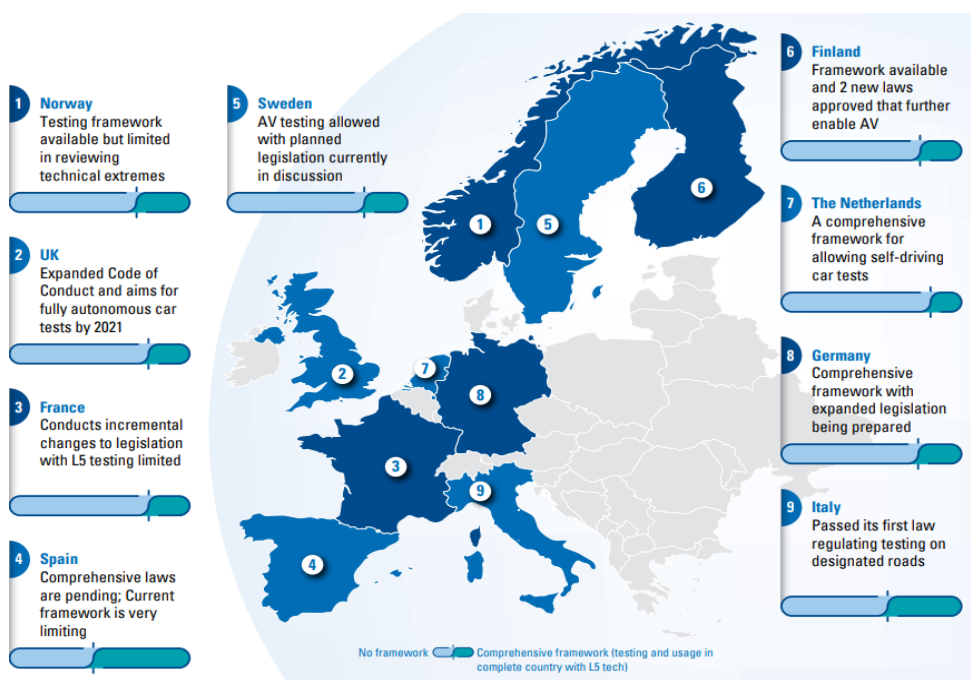 1
Norway
Testing framework
available but limited
in reviewing
technical extremes
2
UK
Expanded Code of
Conduct and aims for
fully autonomous car
tests by 2021
3
France
Conducts incremental
changes to legislation
with L5 testing limited
4
Spain
Comprehensive laws
are pending; Current
framework is very
limiting
5
Sweden
AV testing allowed
with planned
legislation currently
in discussion
6
Finland
Framework available
and 2 new laws
approved that further
enable AV
7
The Netherlands
A comprehensive
framework for
allowing self-driving
car tests
8
Germany
Comprehensive
framework with
expanded legislation
being prepared
9
Italy
Passed its first law
regulating testing on
designated roads
1
5
6
2
7
8
3
9
4
No framework
Comprehensive framework (testing and usage in
complete country with L5 tech)